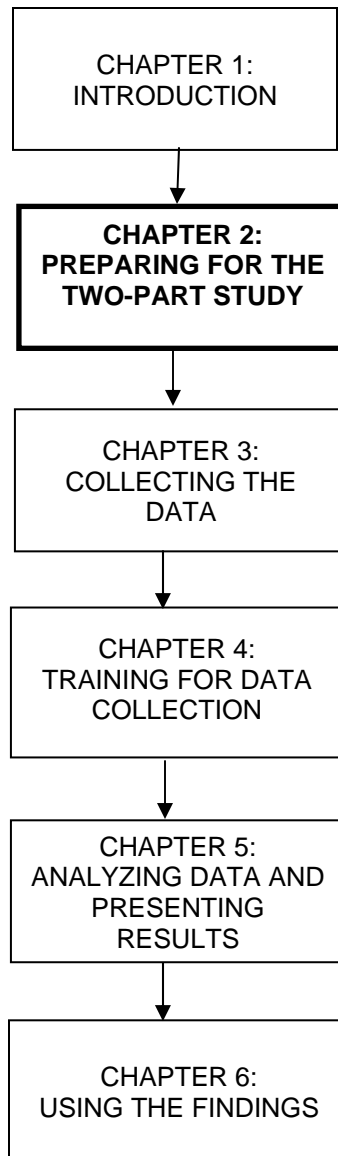 CHAPTER 1:
INTRODUCTION
CHAPTER 2:
PREPARING FOR THE
TWO-PART STUDY
CHAPTER 3:
COLLECTING THE
DATA
CHAPTER 4:
TRAINING FOR DATA
COLLECTION
CHAPTER 5:
ANALYZING DATA AND
PRESENTING
RESULTS
CHAPTER 6:
USING THE FINDINGS